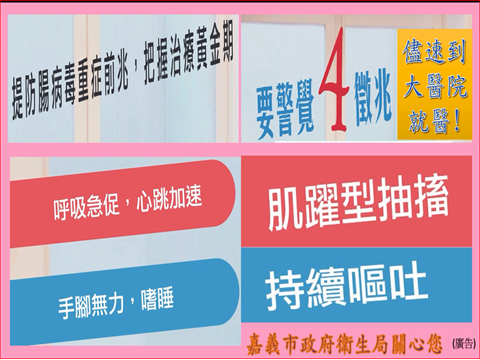 提防腸病毒重症前兆，把握治療黃金期
要警覺4徵兆
儘速到
大醫院
就醫!
呼吸急促，心跳加速
肌躍型抽搐
手腳無力，嗜睡
持續嘔吐
嘉義市政府衛生局關心您
(廣告)